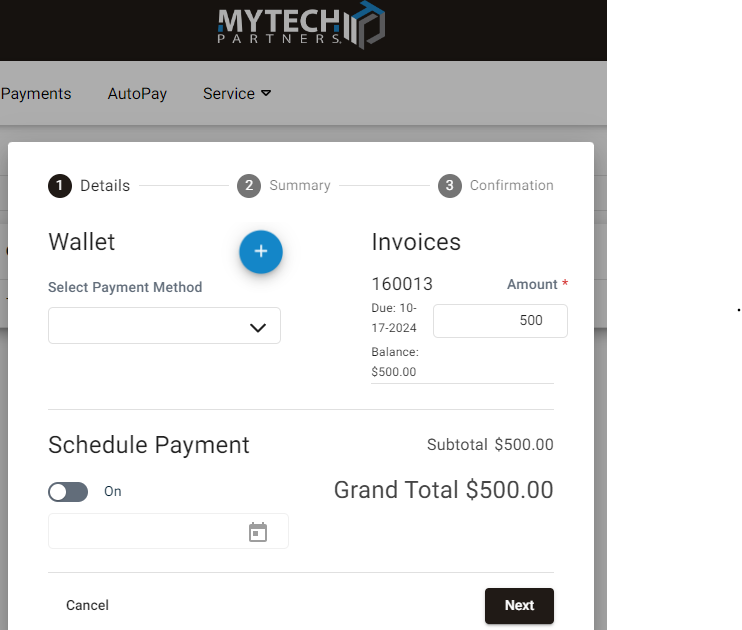 MYTECH
PARTNERS
Payments AutoPay Service
1 Details 2 Summary 3 Confirmation
Wallet
+
Select Payment Method
Invoices
160013 Amount *
Due: 10-
17-2024
500
Balance:
$500.00
Schedule Payment
On
Subtotal $500.00
Grand Total $500.00
Cancel
Next
.